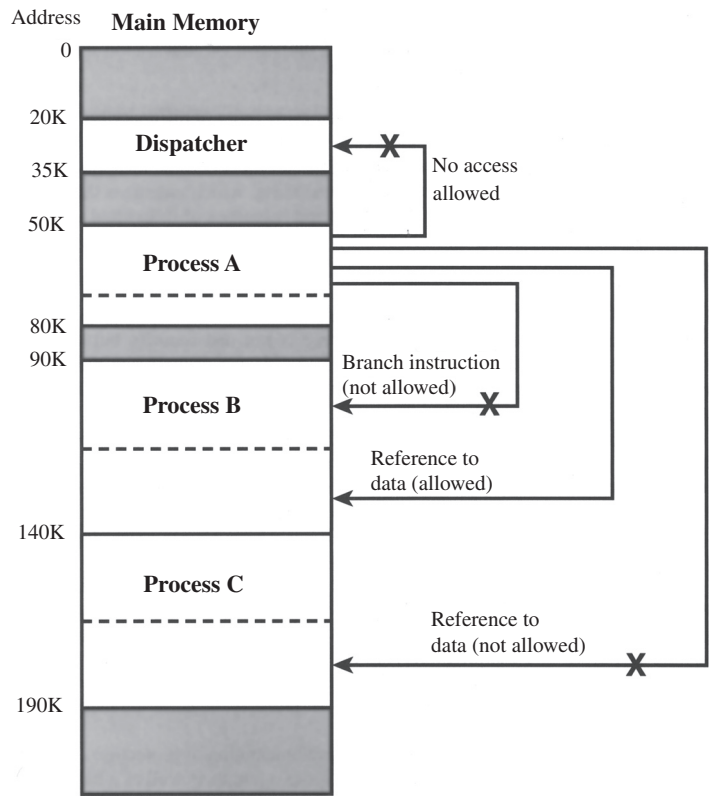 Address Main Memory
0
20K
Dispatcher
35K
No access
allowed
50K
Process A
80K
90K
Branch instruction
(not allowed)
Process B
Reference to
data (allowed)
140K
Process C
Reference to
data (not allowed)
190K
X
X
X